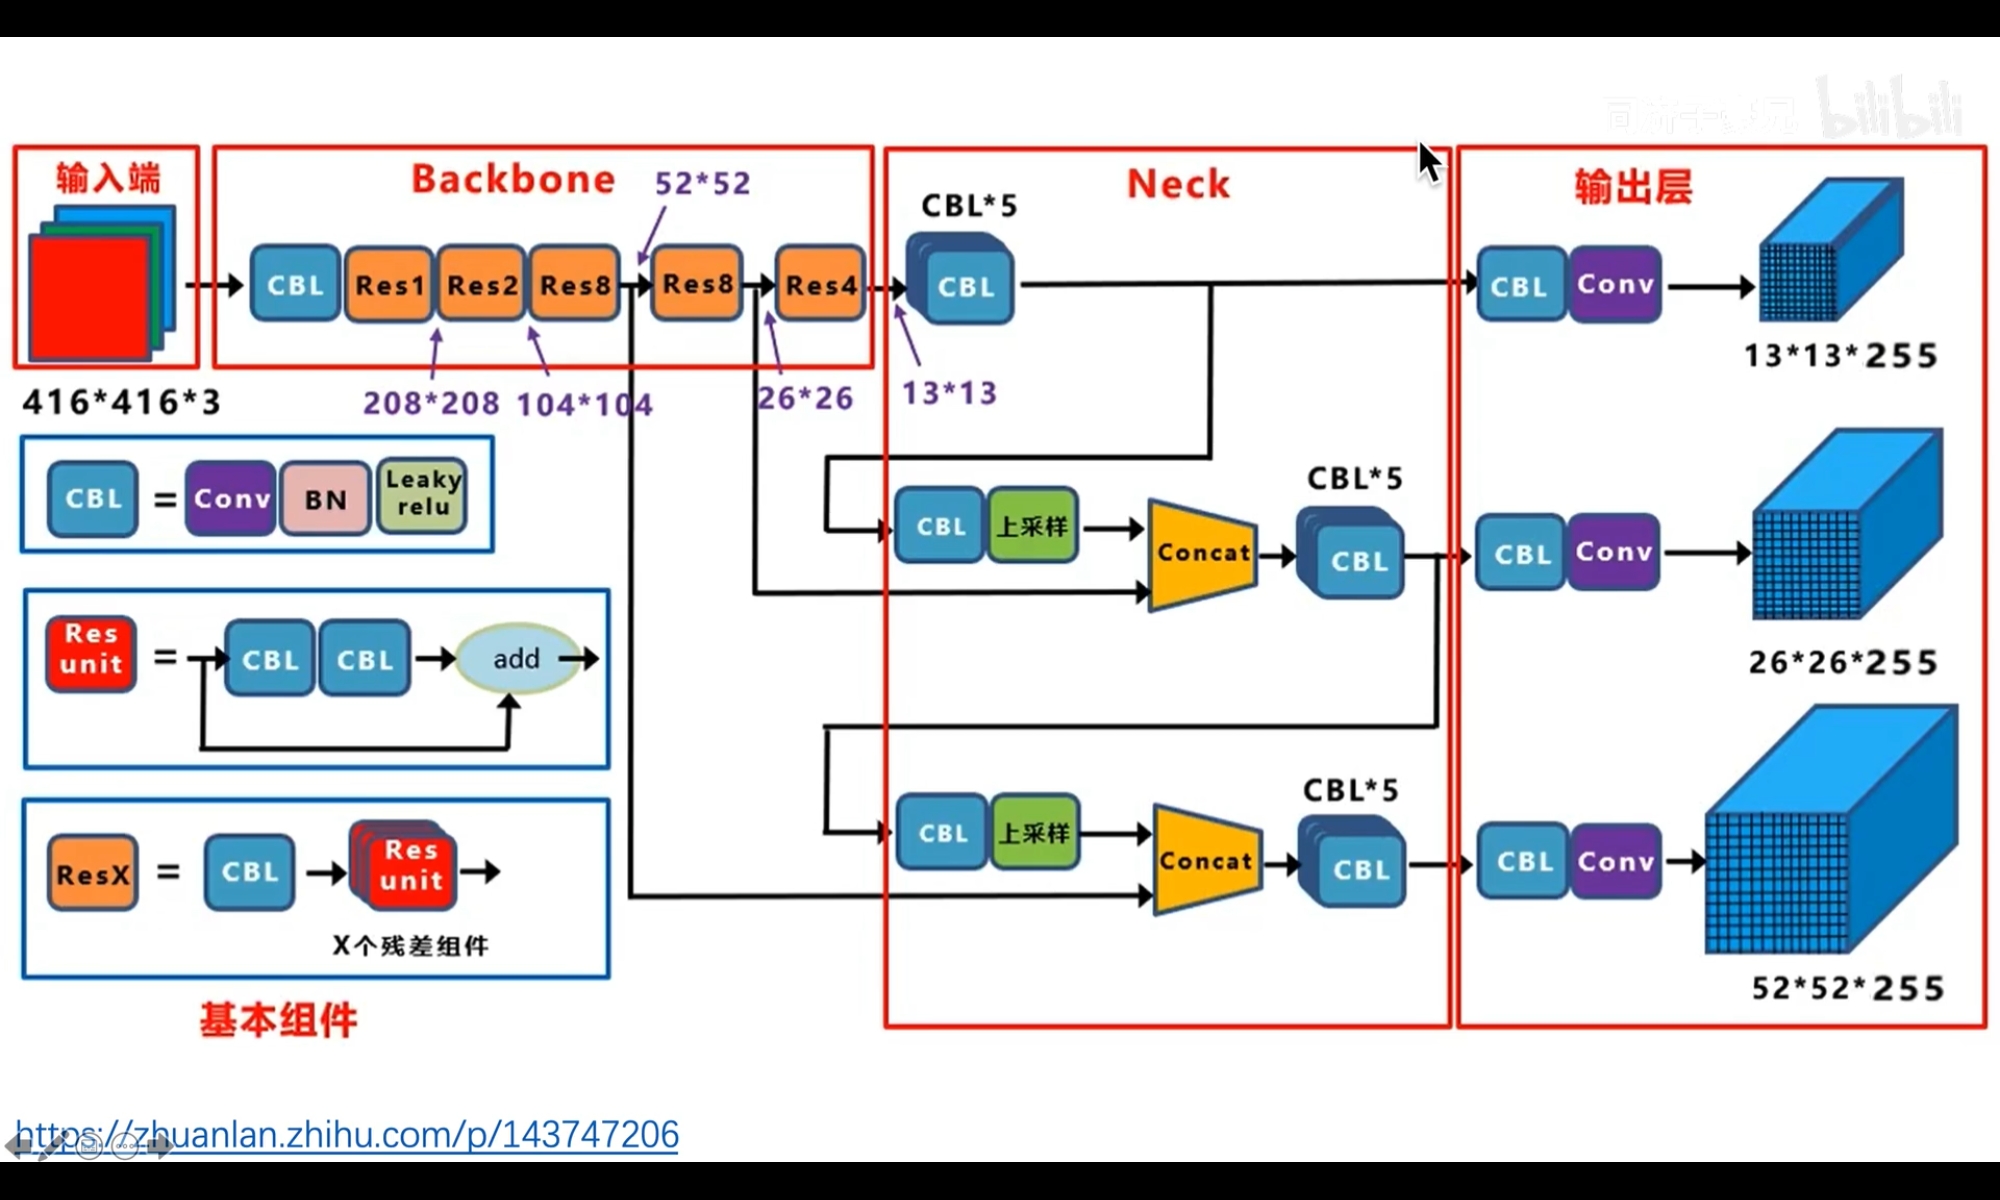 bilibili
输入端
Backbone
52*52
Neck
输出层
CBL*5
CBL
Res1
Res2
Res8
Res8
Res4
CBL
CBL
Conv
13*13*255
416*416*3
208*208
104*104
26*26
13*13
CBL
=
Conv
BN
Leaky
relu
CBL*5
CBL
上采样
Concat
CBL
CBL
Conv
26*26*255
Res
unit
=
CBL
CBL
add
CBL*5
CBL
上采样
Concat
CBL
CBL
Conv
52*52*255
ResX
=
CBL
Res
unit
X个残差组件
基本组件
https://zhuanlan.zhihu.com/p/143747206